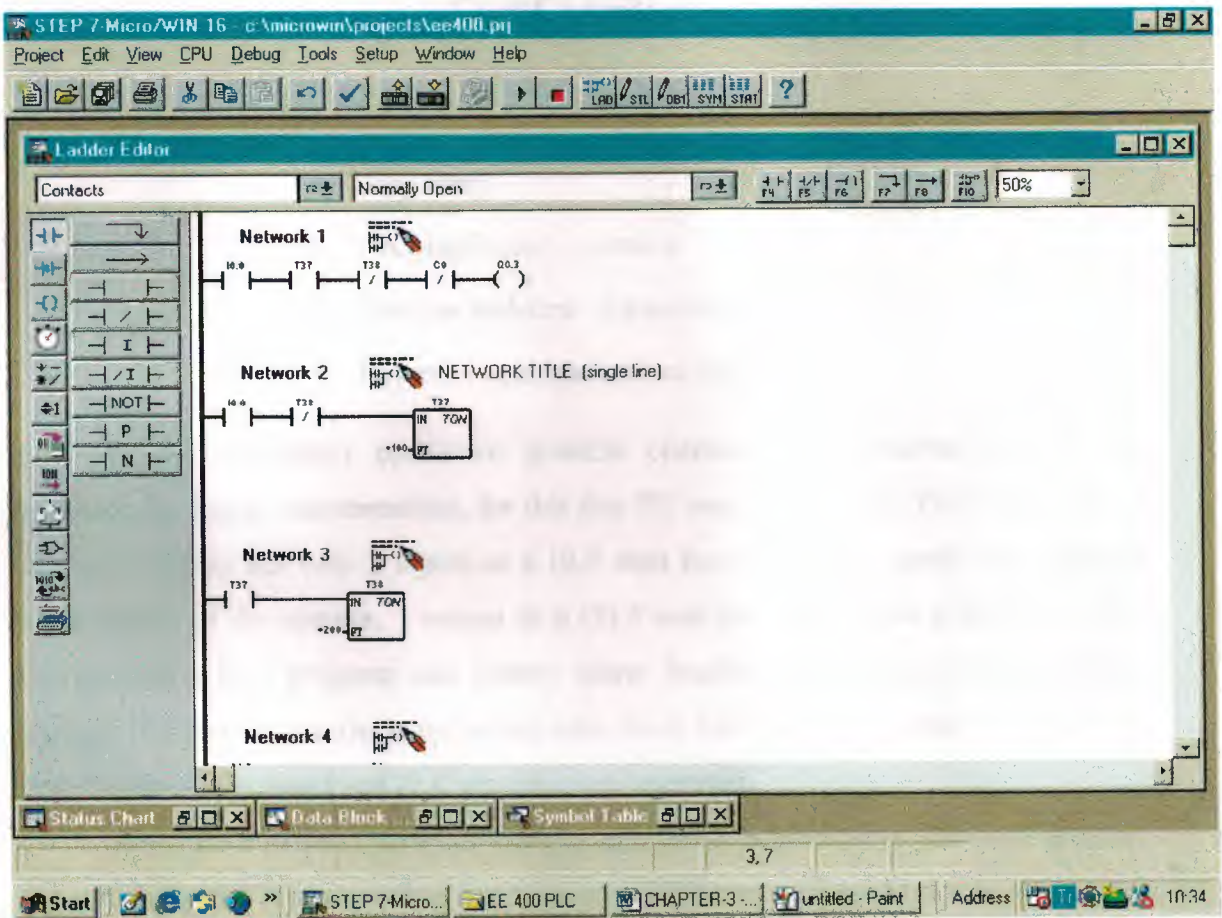 STEP 7-Micro/WIN 16 - c:\microwin\projects\ee400.prj
Project Edit View CPU Debug Tools Setup Window Help
LAD STL OB1 SYM STAT ?
Ladder Editor
Contacts F2 Normally Open F3 F4 F5 F6 F7 F8 F10 50%
Network 1
I0.0 T37 T38 C0 Q0.3
Network 2 NETWORK TITLE (single line)
I0.0 T38 T37
IN TON
+100 PT
Network 3
T37 T38
IN TON
+200 PT
Network 4
I
/I
NOT
P
N
Status Chart Data Block ... Symbol Table
3, 7
Start » STEP 7-Micro... EE 400 PLC CHAPTER-3 -... untitled - Paint Address 10:34